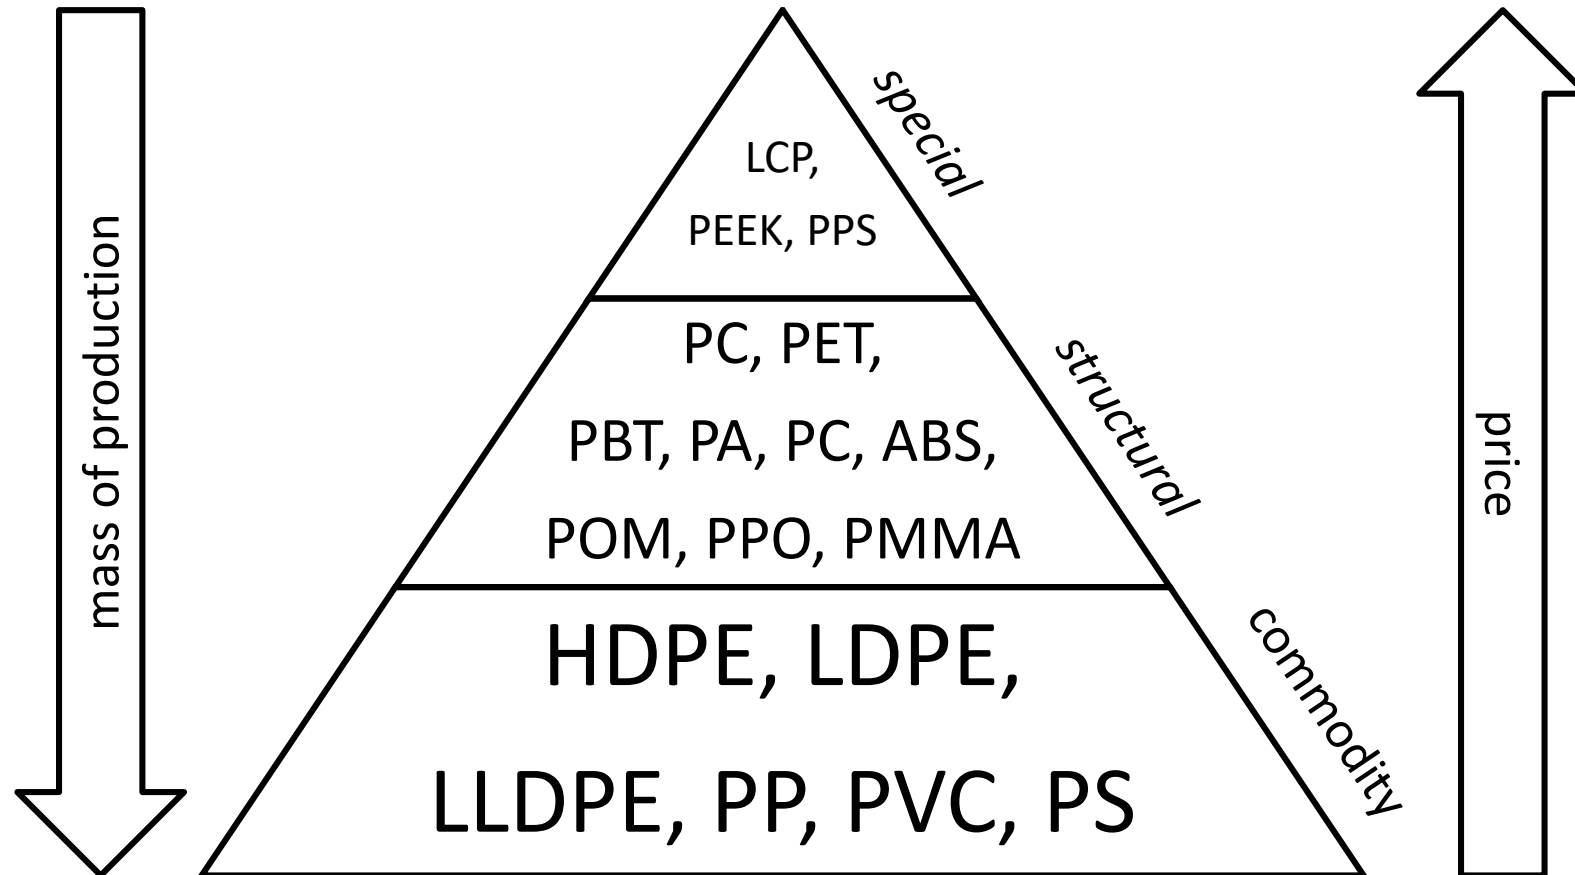 mass of production
special
LCP,
PEEK, PPS
structural
PC, PET,
PBT, PA, PC, ABS,
POM, PPO, PMMA
commodity
HDPE, LDPE,
LLDPE, PP, PVC, PS
price